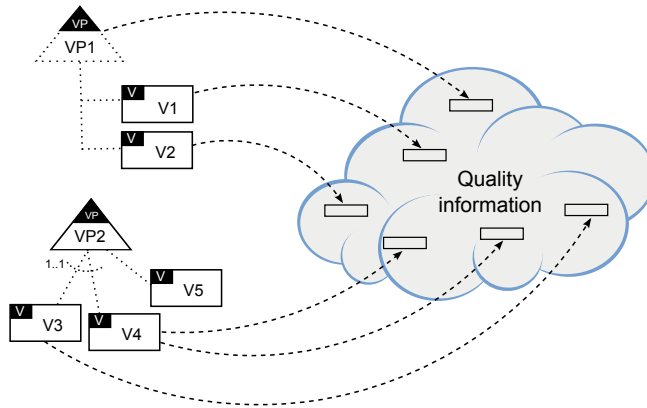 VP
VP1
V
V1
V
V2
Quality
information
VP
VP2
1..1
V
V5
V
V3
V
V4